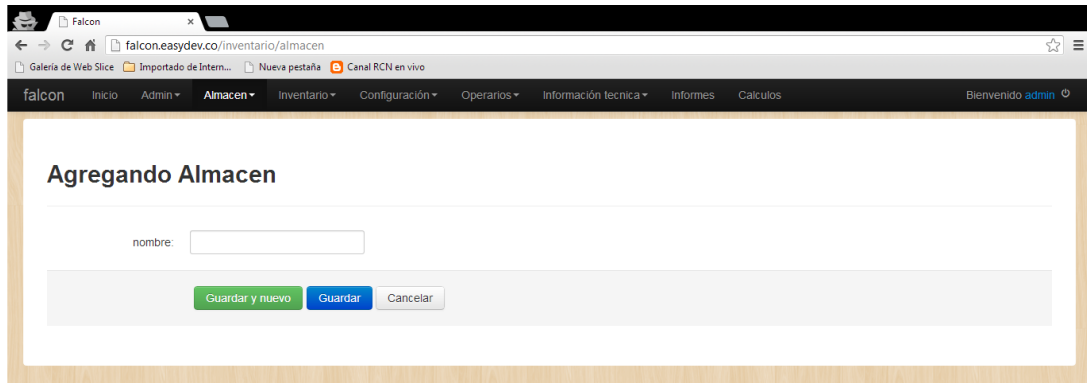 Falcon
falcon.easydev.co/inventario/almacen
Galería de Web Slice Importado de Intern... Nueva pestaña Canal RCN en vivo
falcon Inicio Admin Almacen Inventario Configuración Operarios Información tecnica Informes Calculos Bienvenido admin
Agregando Almacen
nombre:
Guardar y nuevo Guardar Cancelar